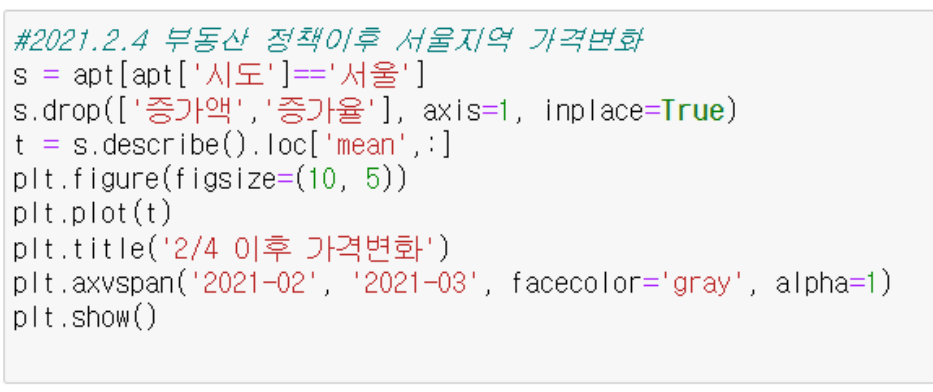 #2021.2.4 부동산 정책이후 서울지역 가격변화
s = apt[apt['시도']=='서울']
s.drop(['증가액','증가율'], axis=1, inplace=True)
t = s.describe().loc['mean',:]
plt.figure(figsize=(10, 5))
plt.plot(t)
plt.title('2/4 이후 가격변화')
plt.axvspan('2021-02', '2021-03', facecolor='gray', alpha=1)
plt.show()